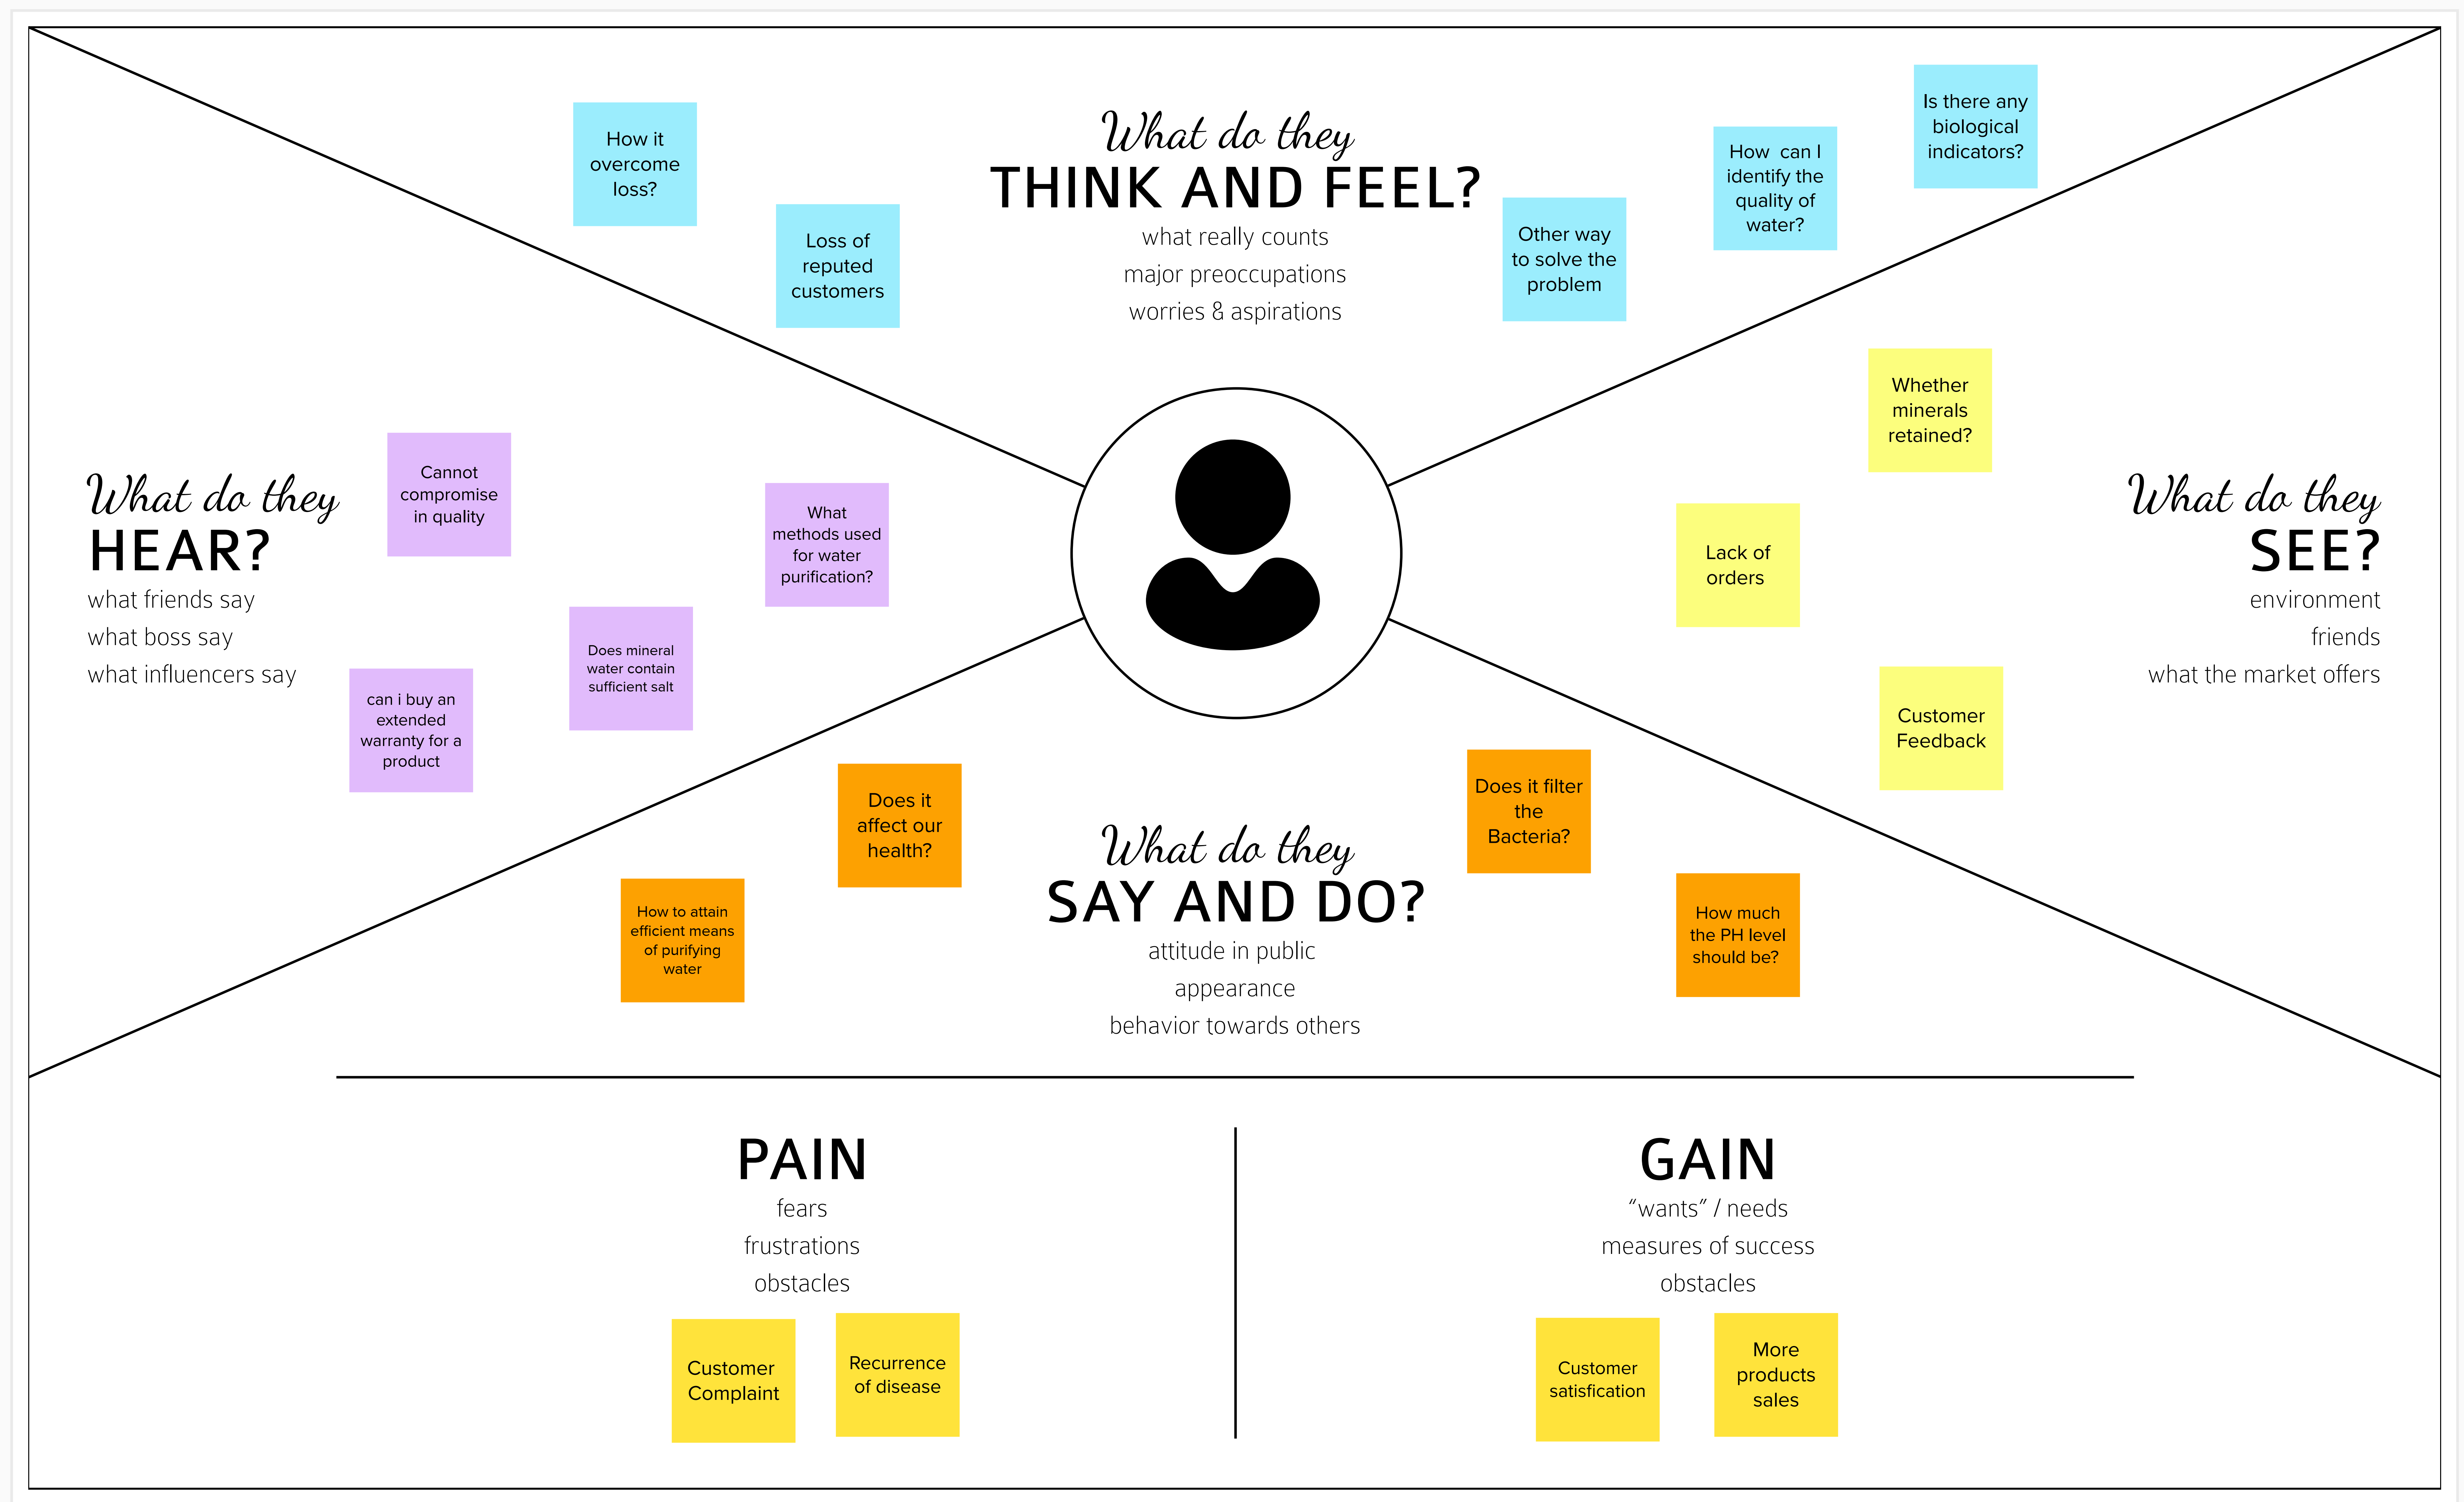 What do they
THINK AND FEEL?
what really counts
major preoccupations
worries & aspirations
How it
overcome
loss?
Loss of
reputed
customers
Other way
to solve the
problem
How  can I
identify the
quality of
water?
Is there any
biological
indicators?
What do they
HEAR?
what friends say
what boss say
what influencers say
Cannot
compromise
in quality
What
methods used
for water
purification?
Does mineral
water contain
sufficient salt
can i buy an
extended
warranty for a
product
What do they
SEE?
environment
friends
what the market offers
Whether
minerals
retained?
Lack of
orders
Customer
Feedback
What do they
SAY AND DO?
attitude in public
appearance
behavior towards others
Does it
affect our
health?
How to attain
efficient means
of purifying
water
Does it filter
the
Bacteria?
How much
the PH level
should be?
PAIN
fears
frustrations
obstacles
Customer
Complaint
Recurrence
of disease
GAIN
“wants” / needs
measures of success
obstacles
Customer
satisfication
More
products
sales